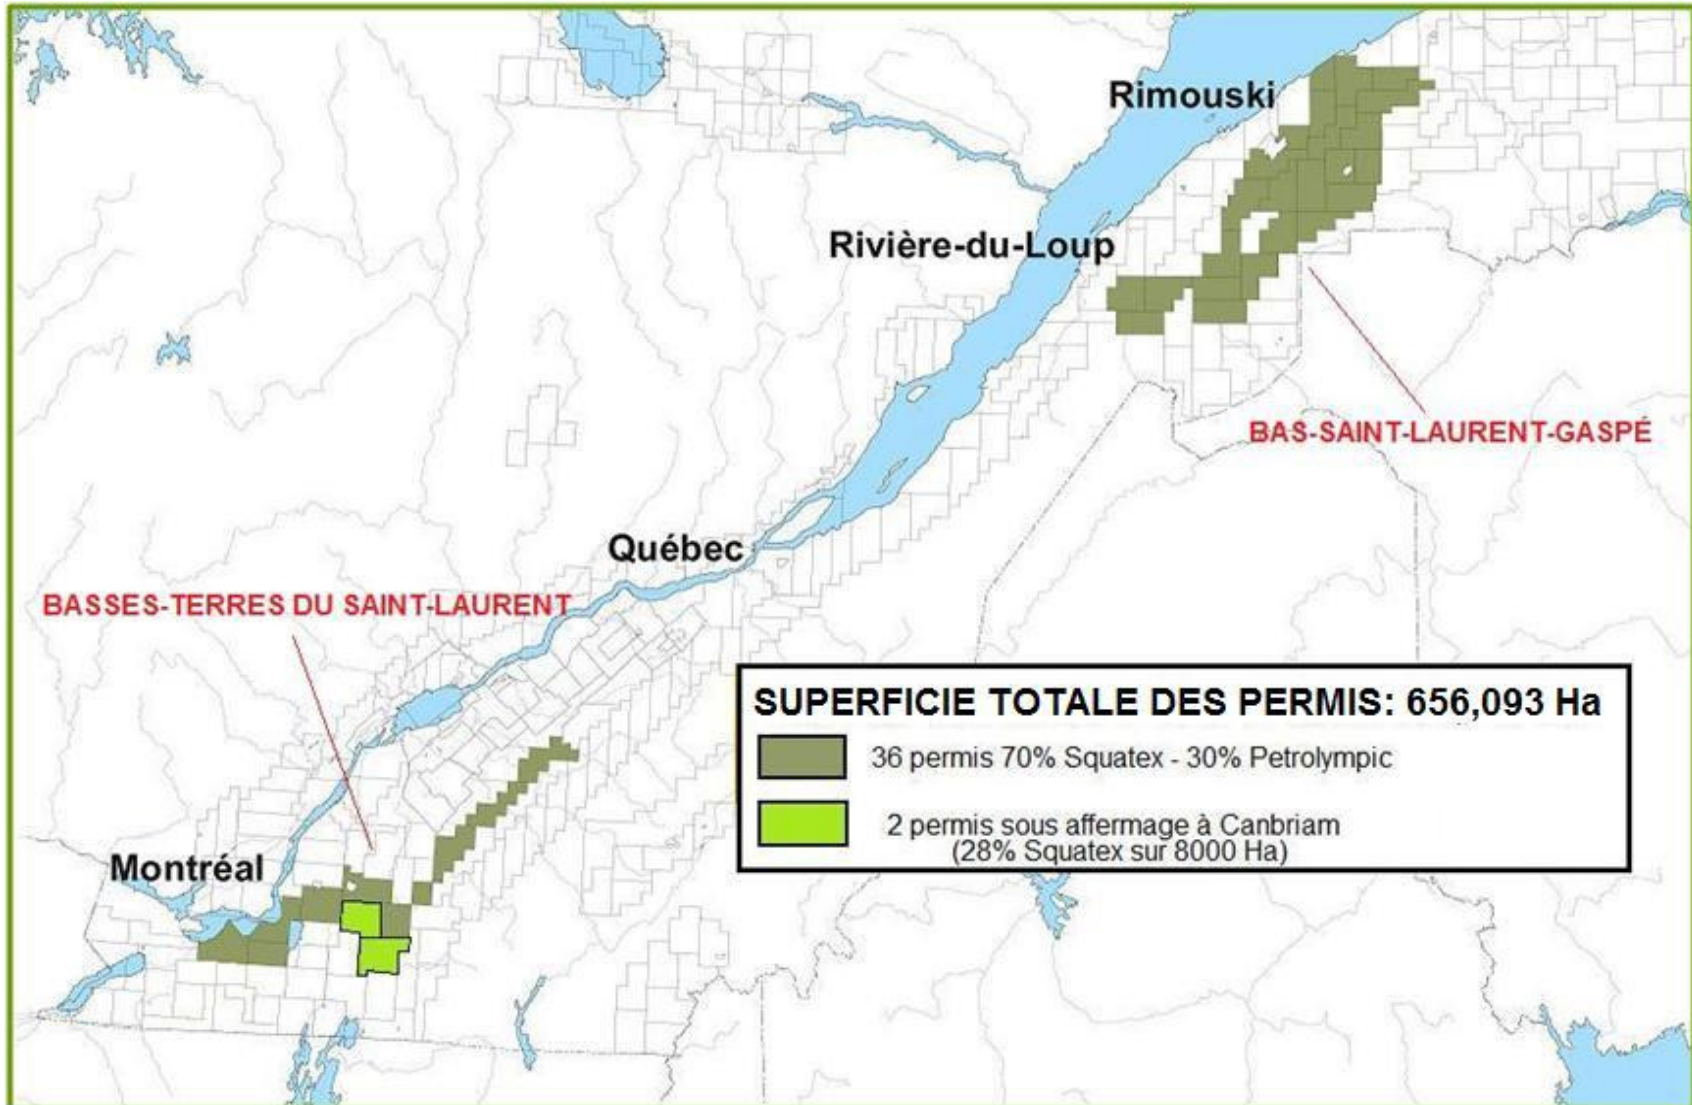 Rimouski
Rivière-du-Loup
BAS-SAINT-LAURENT-GASPÉ
Québec
BASSES-TERRES DU SAINT-LAURENT
Montréal
SUPERFICIE TOTALE DES PERMIS: 656,093 Ha
36 permis 70% Squatex - 30% Petrolympic
2 permis sous affermage à Canbriam
(28% Squatex sur 8000 Ha)